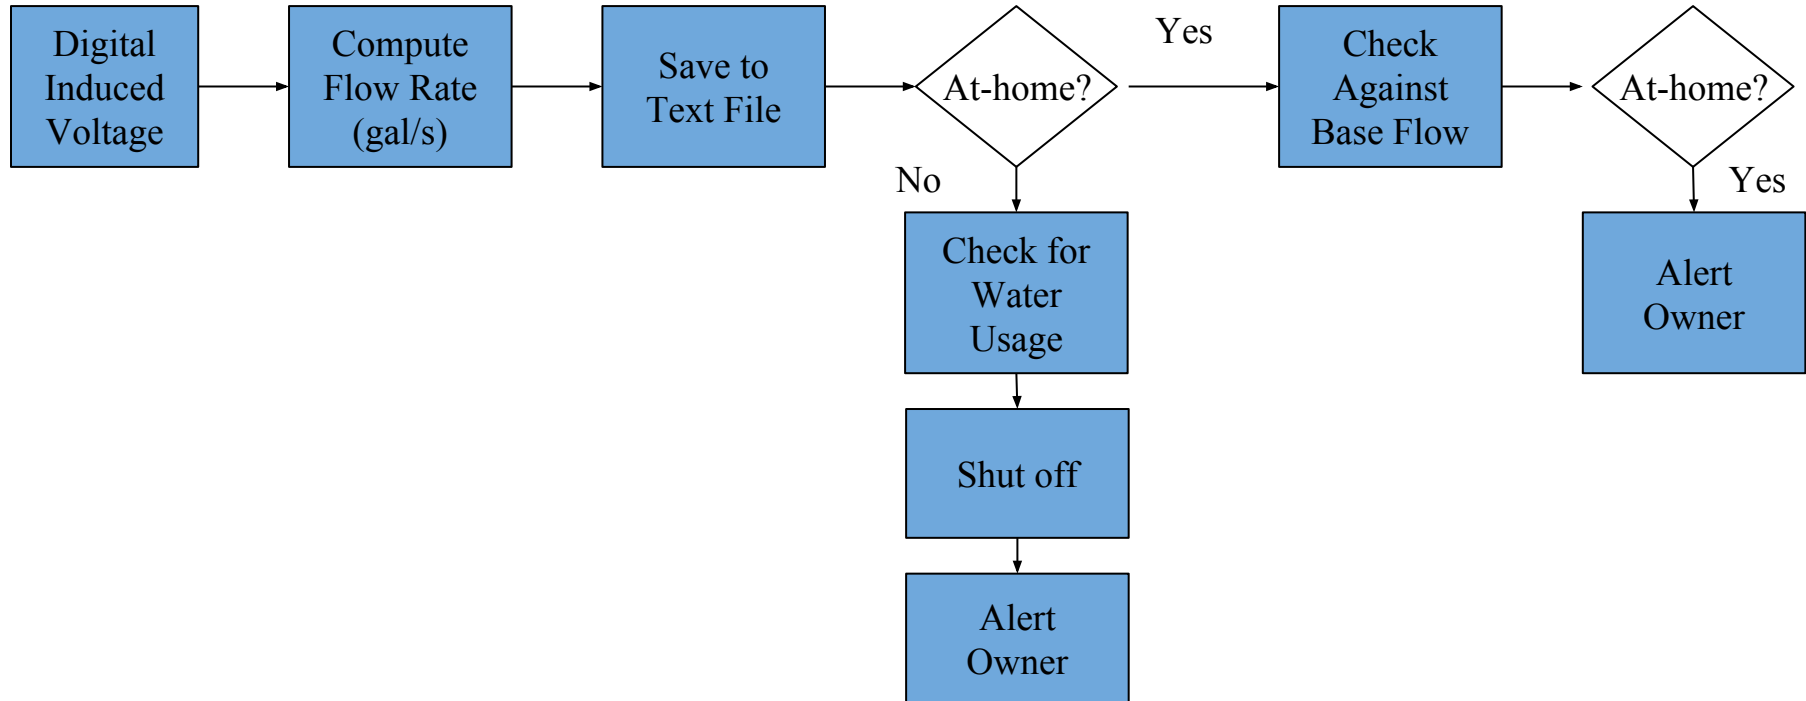 Digital
Induced
Voltage
Compute
Flow Rate
(gal/s)
Save to
Text File
At-home?
Yes
Check
Against
Base Flow
At-home?
No
Yes
Check for
Water
Usage
Alert
Owner
Shut off
Alert
Owner